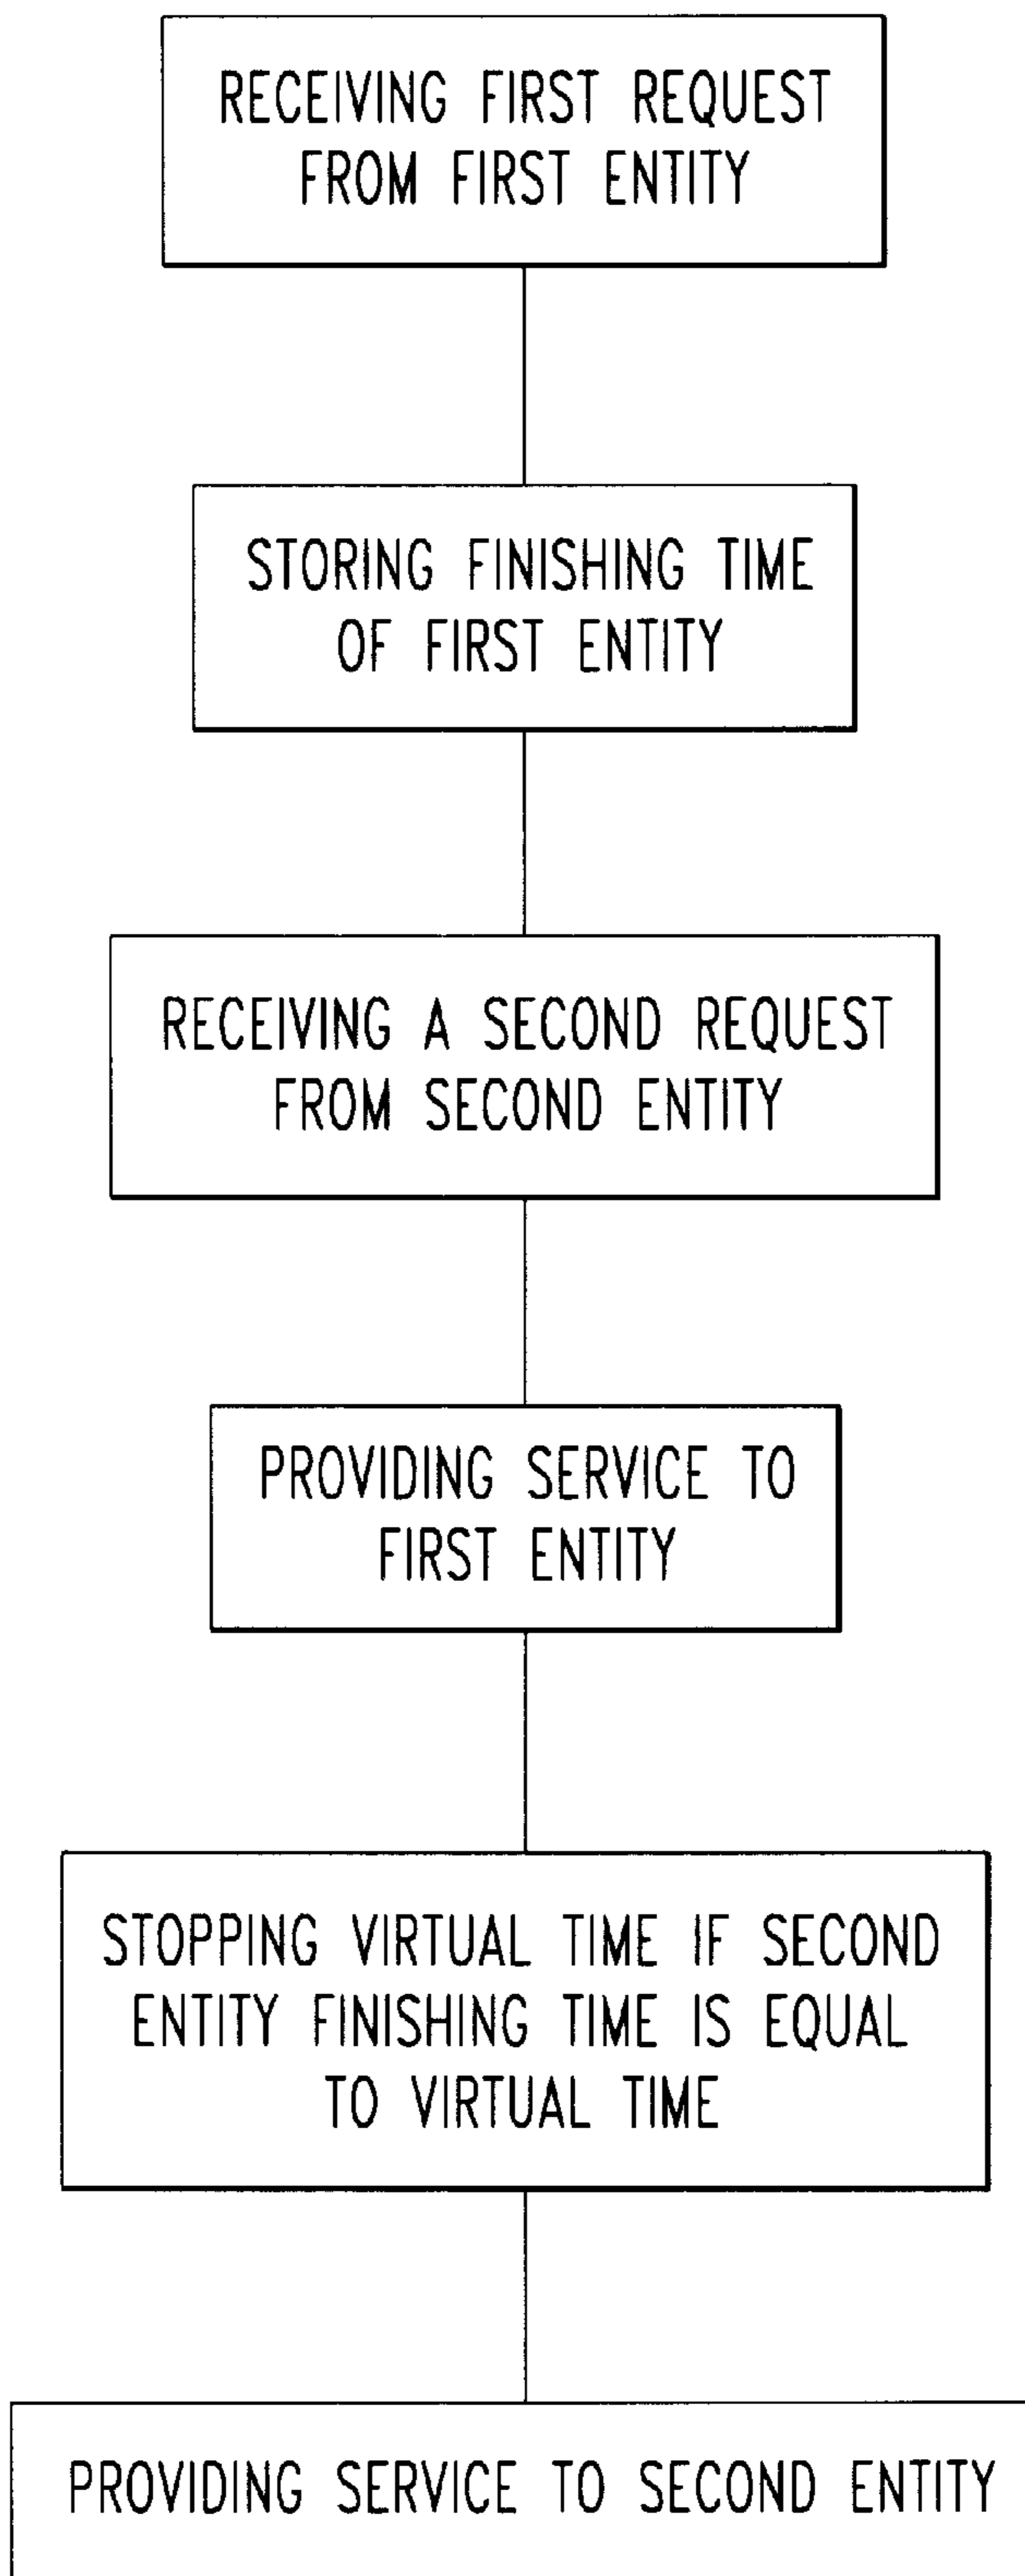 RECEIVING FIRST REQUEST
FROM FIRST ENTITY
STORING FINISHING TIME
OF FIRST ENTITY
RECEIVING A SECOND REQUEST
FROM SECOND ENTITY
PROVIDING SERVICE TO
FIRST ENTITY
STOPPING VIRTUAL TIME IF SECOND
ENTITY FINISHING TIME IS EQUAL
TO VIRTUAL TIME
PROVIDING SERVICE TO SECOND ENTITY